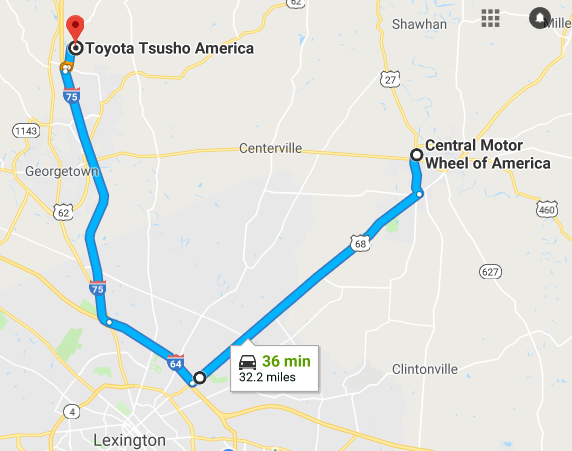 62
Shawhan
Mille
Toyota Tsusho America
27
75
1143
Centerville
Central Motor
Wheel of America
Georgetown
62
460
68
627
75
64
36 min
32.2 miles
Clintonville
4
Lexington